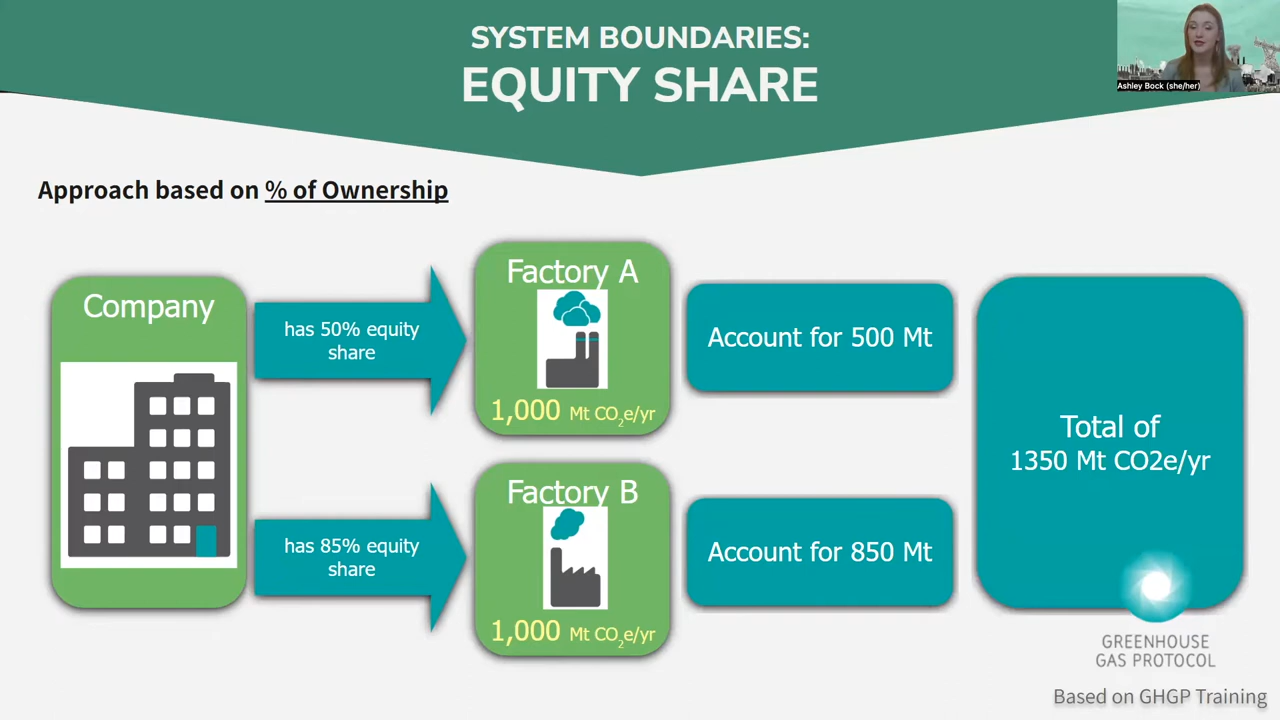 SYSTEM BOUNDARIES:
EQUITY SHARE
Ashley Bock (she/her)
Approach based on % of Ownership
Company
has 50% equity
share
Factory A
1,000 Mt CO2e/yr
Account for 500 Mt
has 85% equity
share
Factory B
1,000 Mt CO2e/yr
Account for 850 Mt
Total of
1350 Mt CO2e/yr
GREENHOUSE
GAS PROTOCOL
Based on GHGP Training